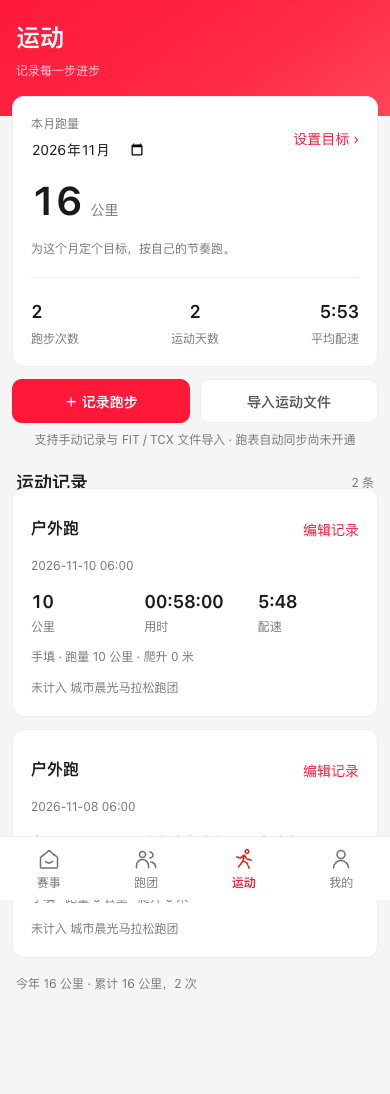 运动
记录每一步进步
本月跑量
2026年11月
设置目标 ›
16 公里
为这个月定个目标，按自己的节奏跑。
2 2 5:53
跑步次数 运动天数 平均配速
＋ 记录跑步 导入运动文件
支持手动记录与 FIT / TCX 文件导入 · 跑表自动同步尚未开通
运动记录 2 条
户外跑 编辑记录
2026-11-10 06:00
10 00:58:00 5:48
公里 用时 配速
手填 · 跑量 10 公里 · 爬升 0 米
未计入 城市晨光马拉松跑团
户外跑 编辑记录
2026-11-08 06:00
赛事 跑团 运动 我的
未计入 城市晨光马拉松跑团
今年 16 公里 · 累计 16 公里，2 次